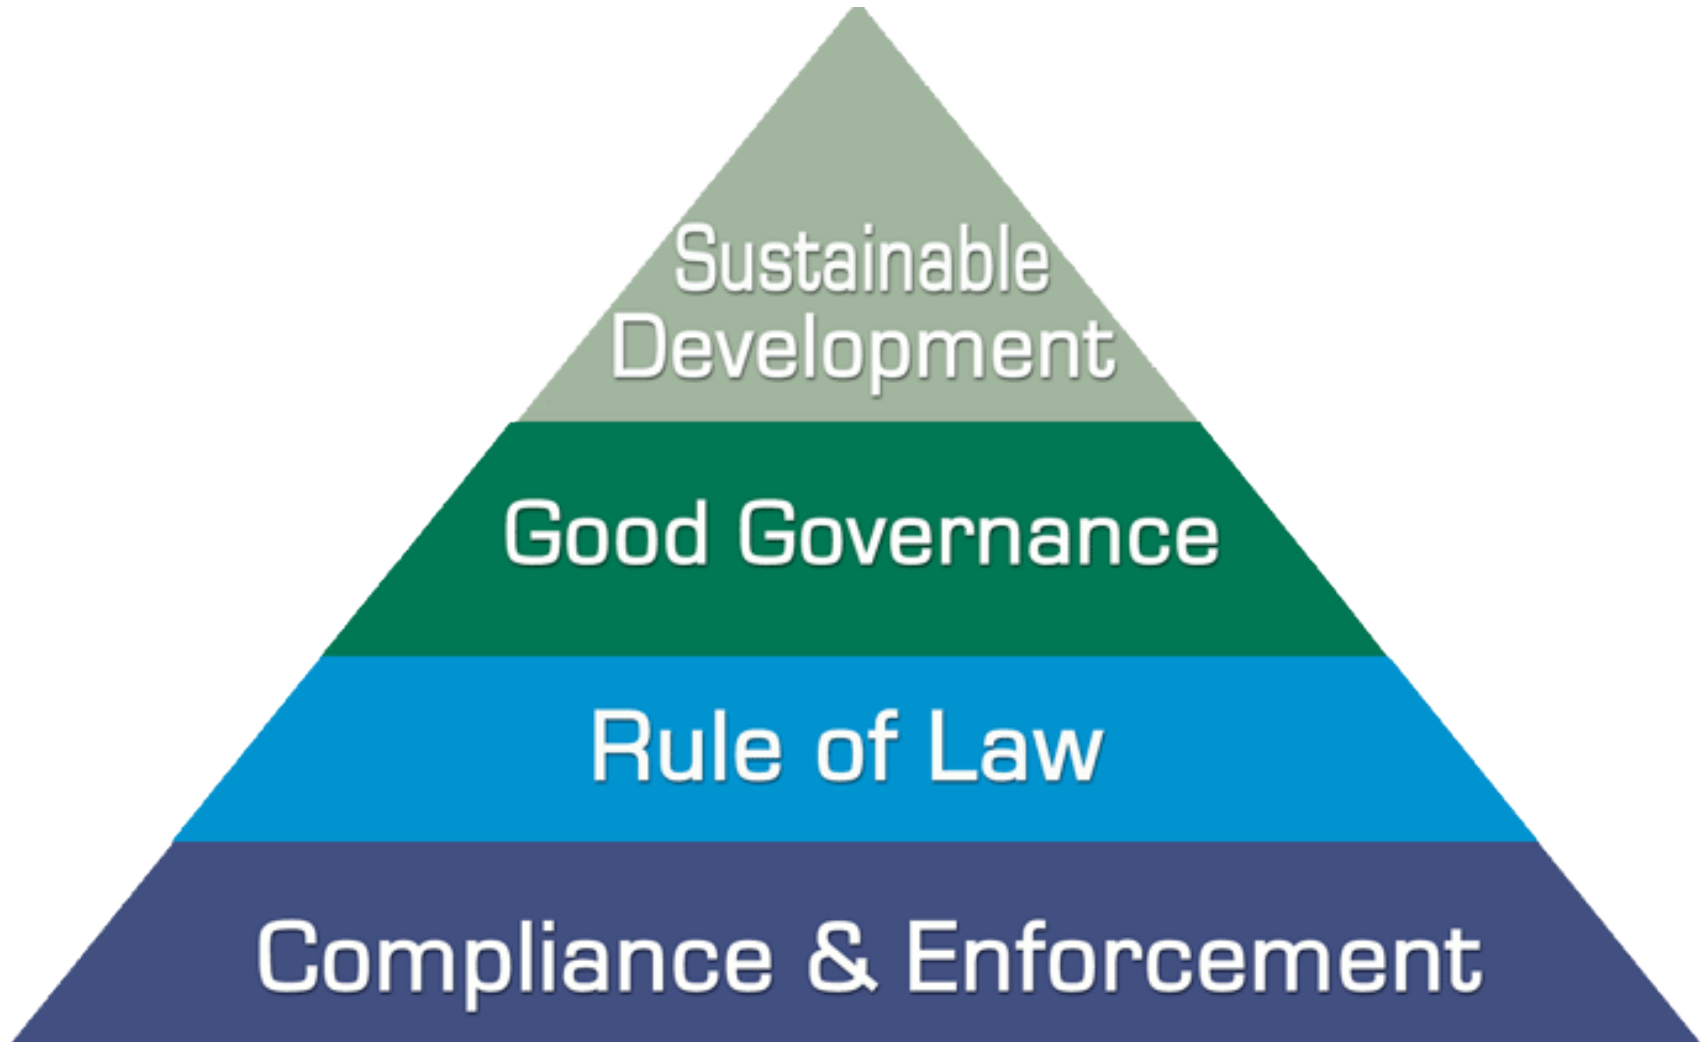 Sustainable
Development
Good Governance
Rule of Law
Compliance & Enforcement